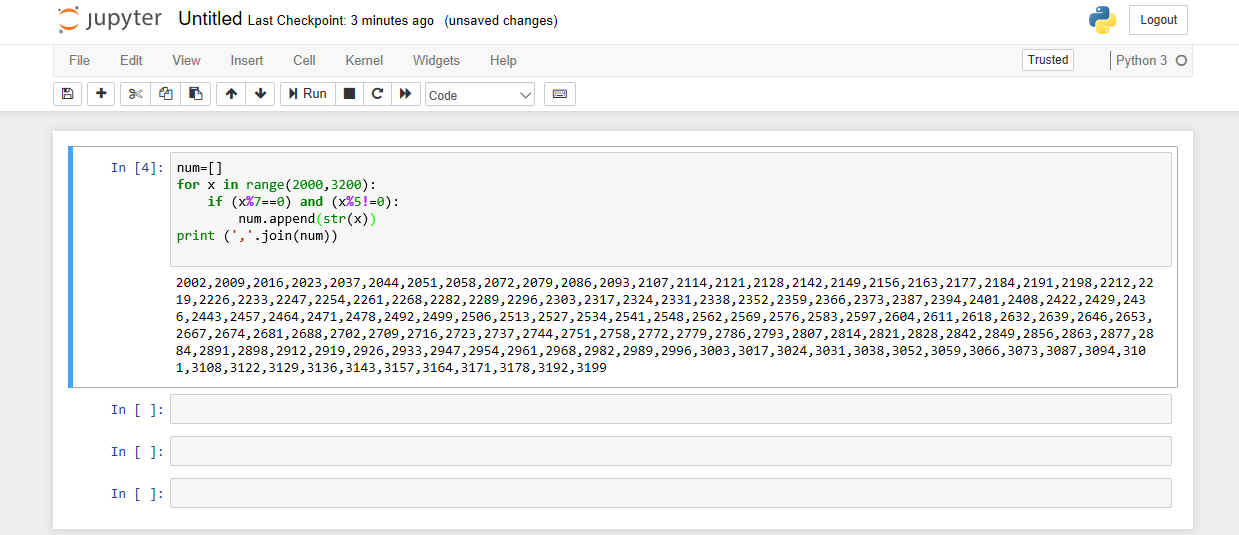 jupyter Untitled Last Checkpoint: 3 minutes ago (unsaved changes) Logout
File Edit View Insert Cell Kernel Widgets Help Trusted Python 3
Run Code
In [4]: num=[]
for x in range(2000,3200):
    if (x%7==0) and (x%5!=0):
        num.append(str(x))
print (','.join(num))
2002,2009,2016,2023,2037,2044,2051,2058,2072,2079,2086,2093,2107,2114,2121,2128,2142,2149,2156,2163,2177,2184,2191,2198,2212,22
19,2226,2233,2247,2254,2261,2268,2282,2289,2296,2303,2317,2324,2331,2338,2352,2359,2366,2373,2387,2394,2401,2408,2422,2429,243
6,2443,2457,2464,2471,2478,2492,2499,2506,2513,2527,2534,2541,2548,2562,2569,2576,2583,2597,2604,2611,2618,2632,2639,2646,2653,
2667,2674,2681,2688,2702,2709,2716,2723,2737,2744,2751,2758,2772,2779,2786,2793,2807,2814,2821,2828,2842,2849,2856,2863,2877,28
84,2891,2898,2912,2919,2926,2933,2947,2954,2961,2968,2982,2989,2996,3003,3017,3024,3031,3038,3052,3059,3066,3073,3087,3094,310
1,3108,3122,3129,3136,3143,3157,3164,3171,3178,3192,3199
In [ ]:
In [ ]:
In [ ]: